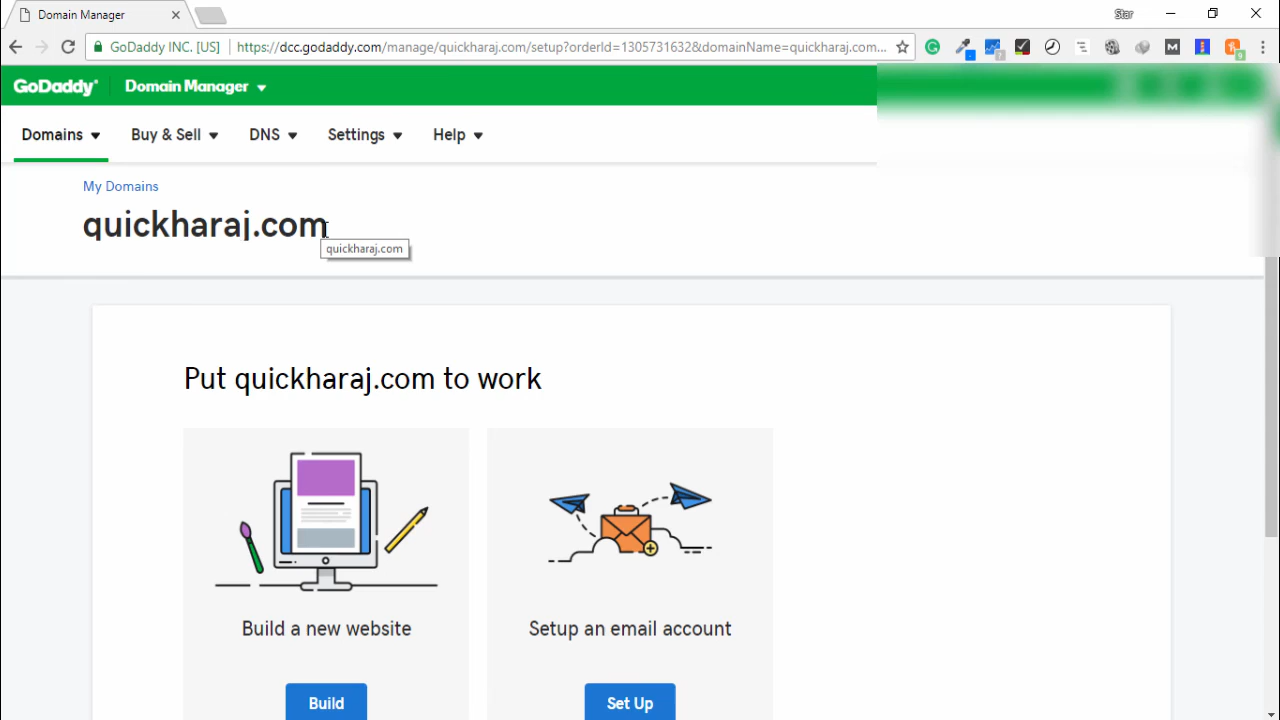 Domain Manager
Star
GoDaddy INC. [US] https://dcc.godaddy.com/manage/quickharaj.com/setup?orderId=1305731632&domainName=quickharaj.com...
GoDaddy Domain Manager
Domains Buy & Sell DNS Settings Help
My Domains
quickharaj.com
quickharaj.com
Put quickharaj.com to work
Build a new website Setup an email account
Build Set Up